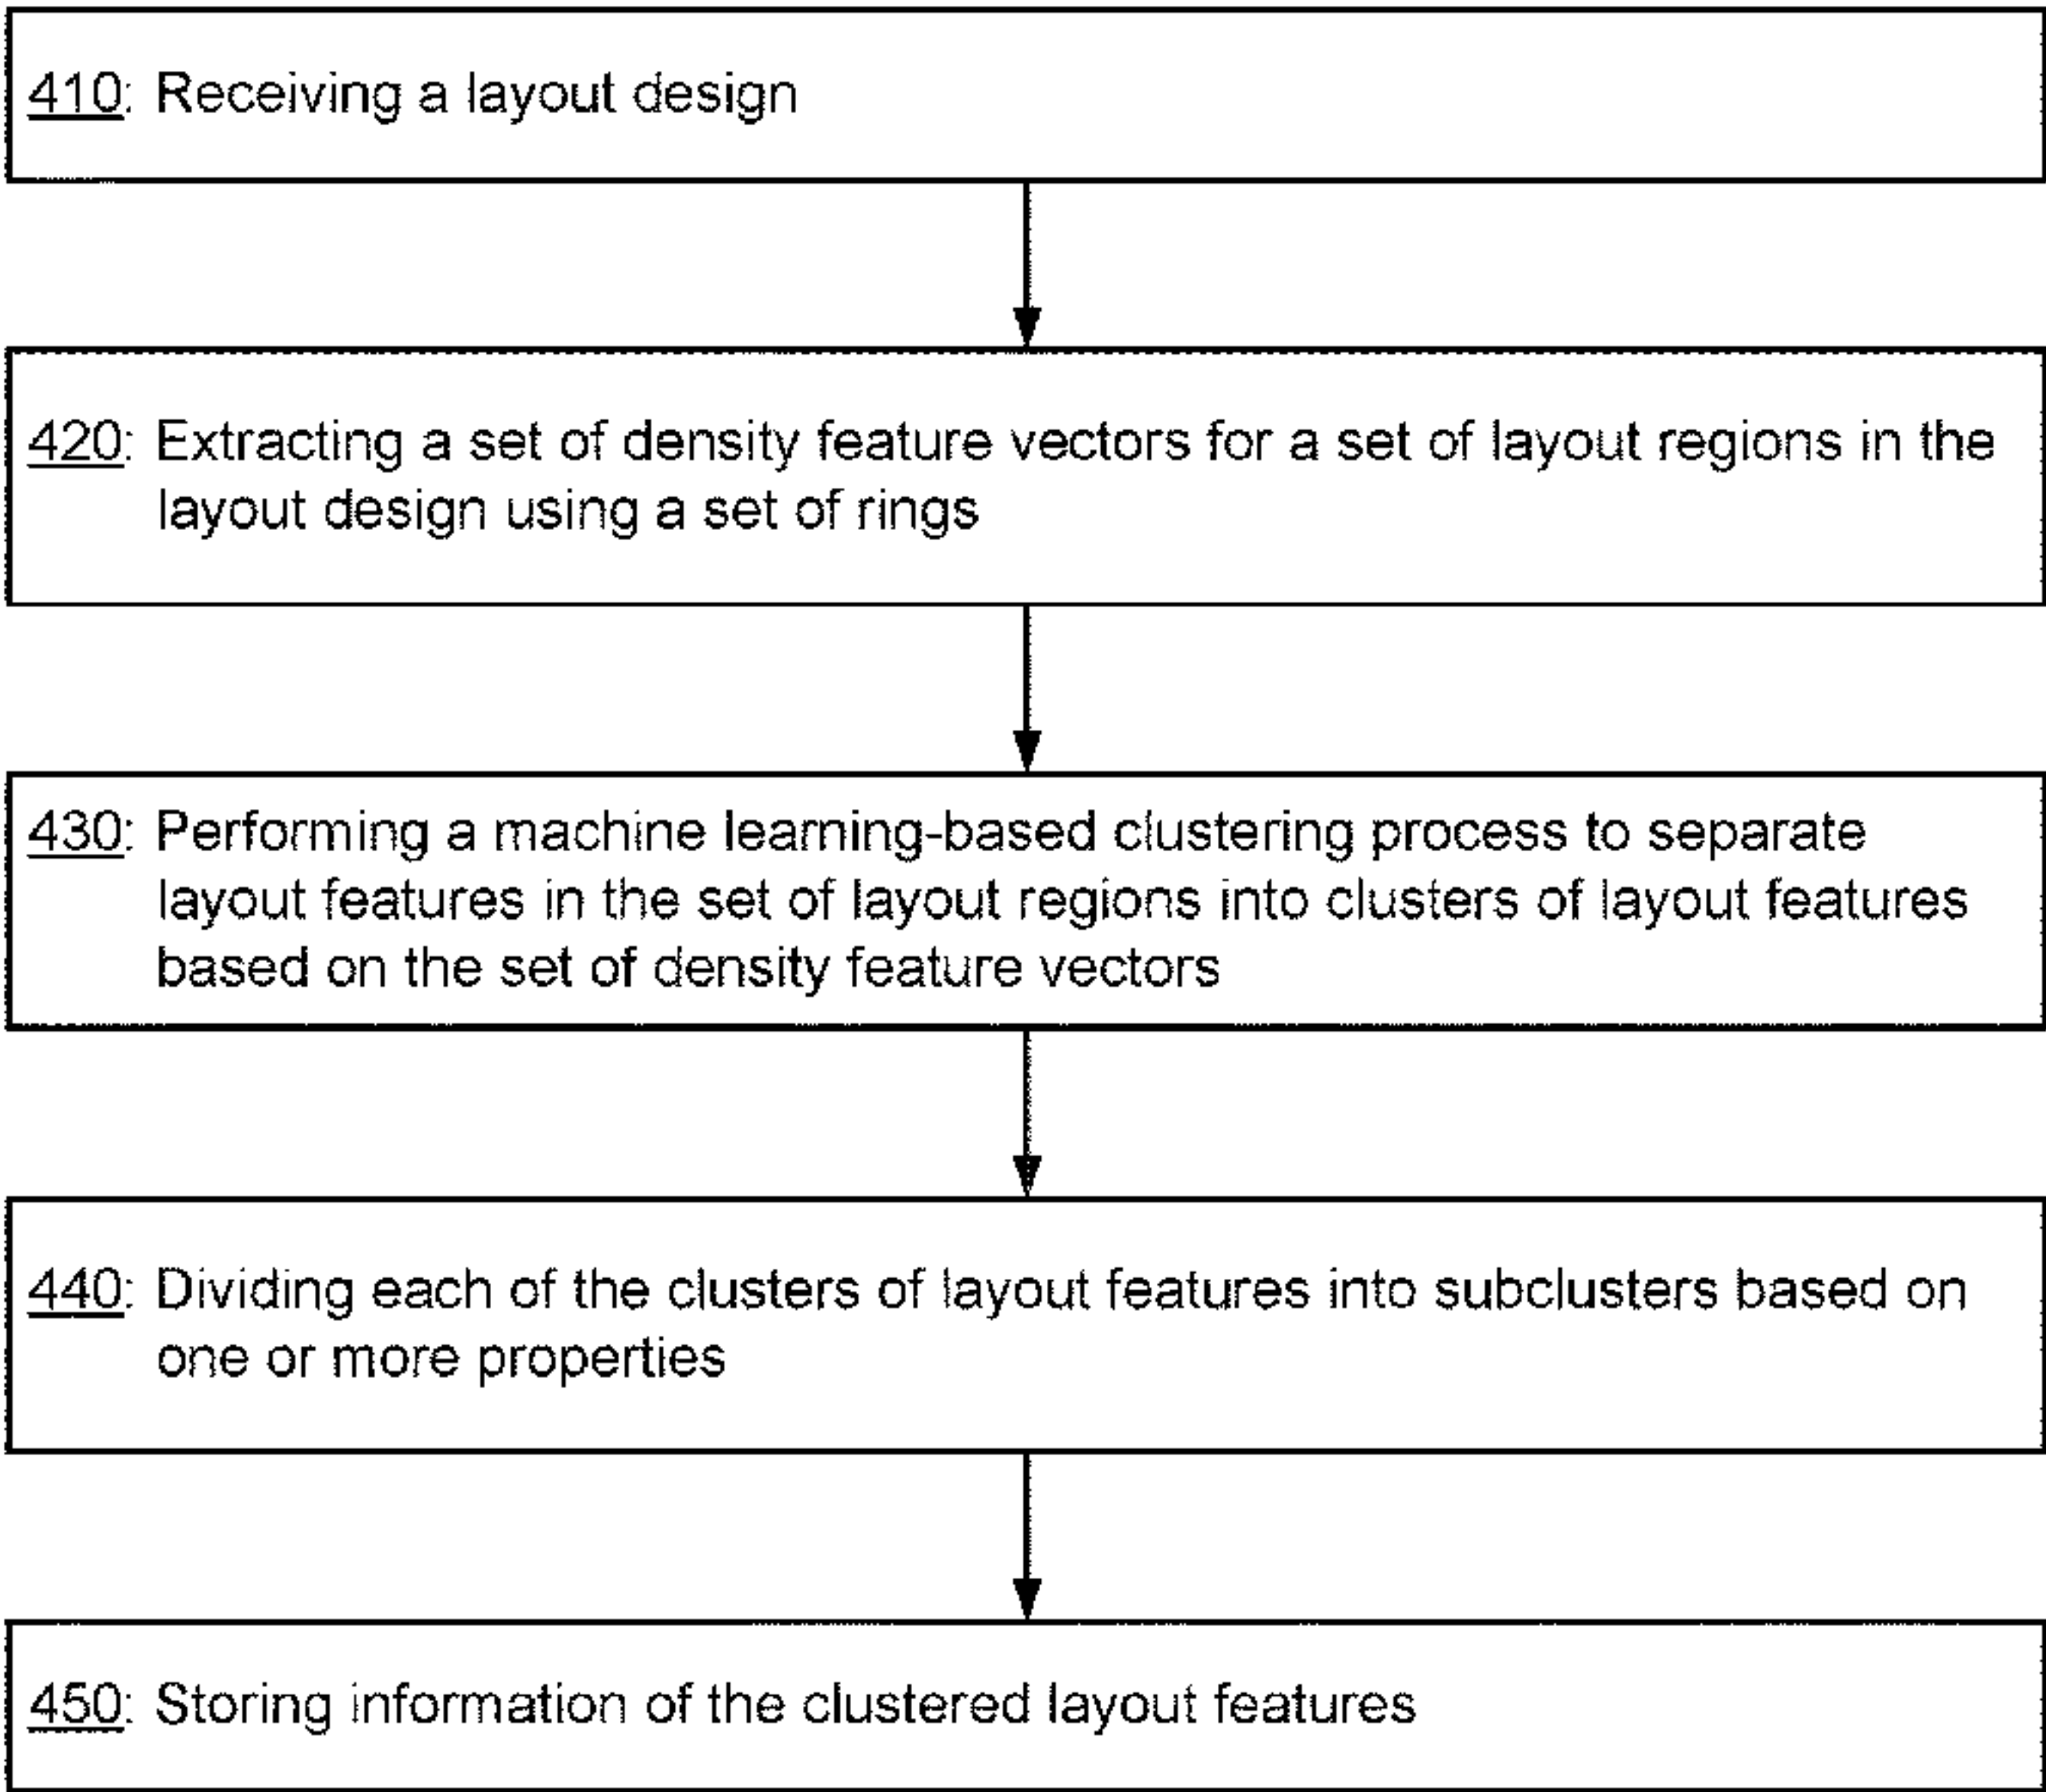 410: Receiving a layout design
420: Extracting a set of density feature vectors for a set of layout regions in the
layout design using a set of rings
430: Performing a machine learning-based clustering process to separate
layout features in the set of layout regions into clusters of layout features
based on the set of density feature vectors
440: Dividing each of the clusters of layout features into subclusters based on
one or more properties
450: Storing information of the clustered layout features